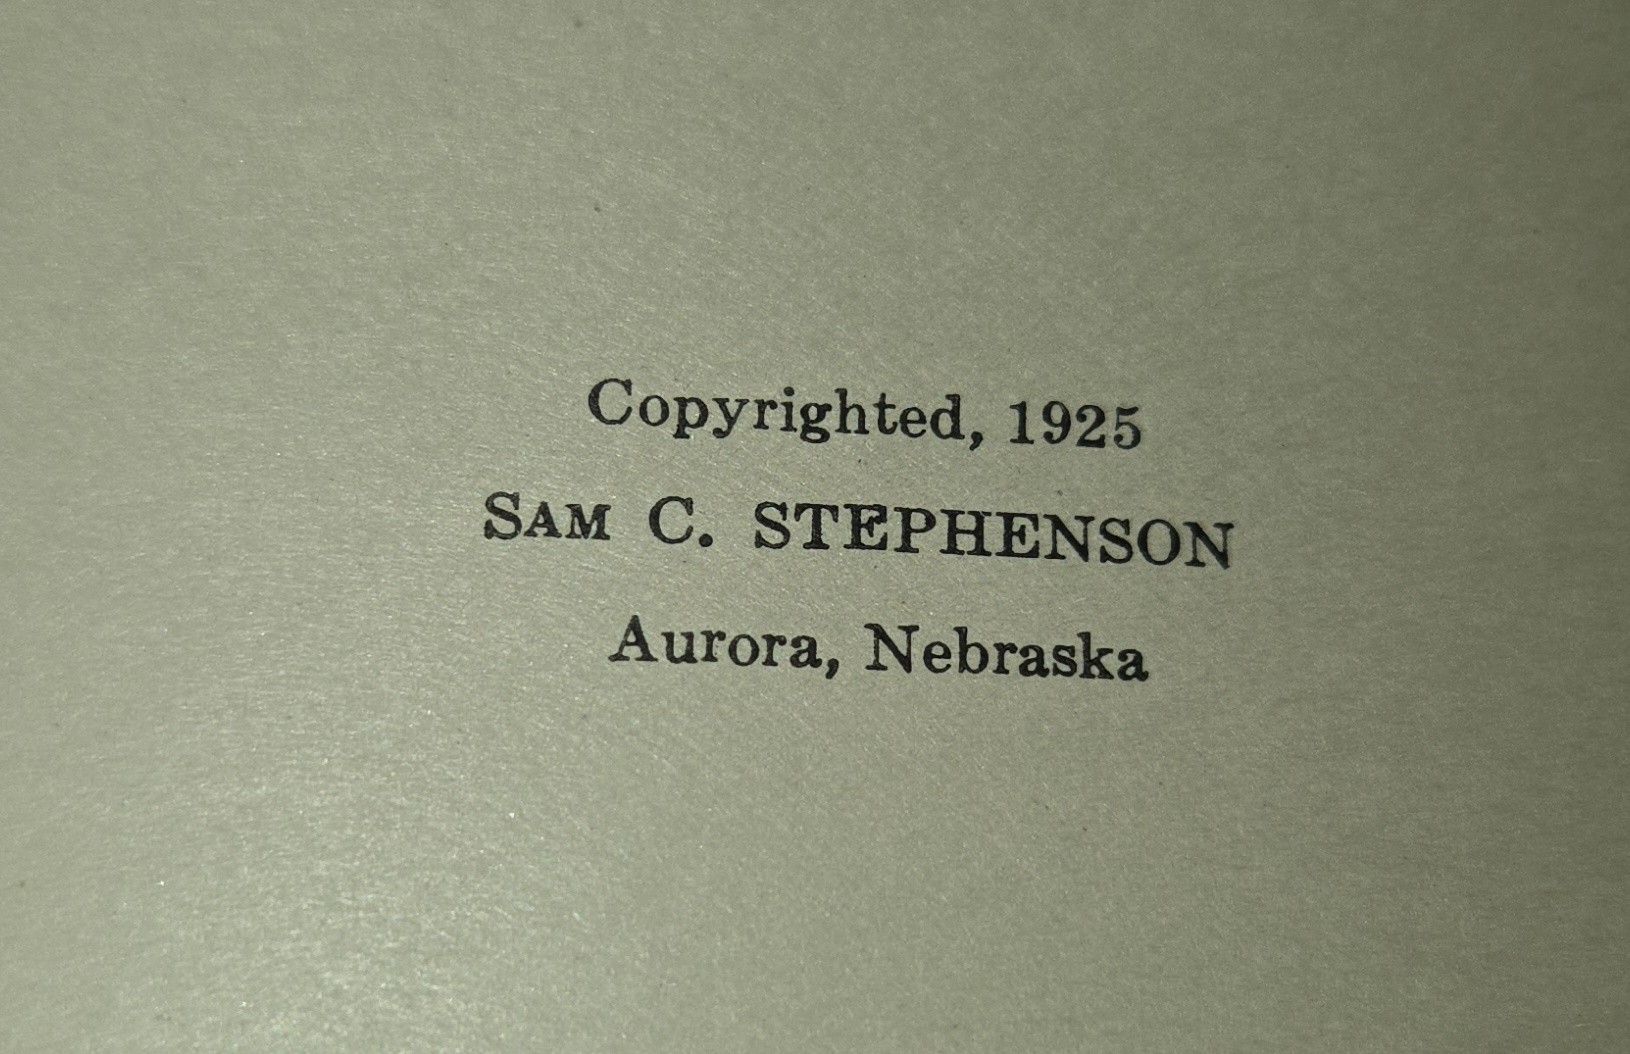 Copyrighted, 1925
SAM C. STEPHENSON
Aurora, Nebraska